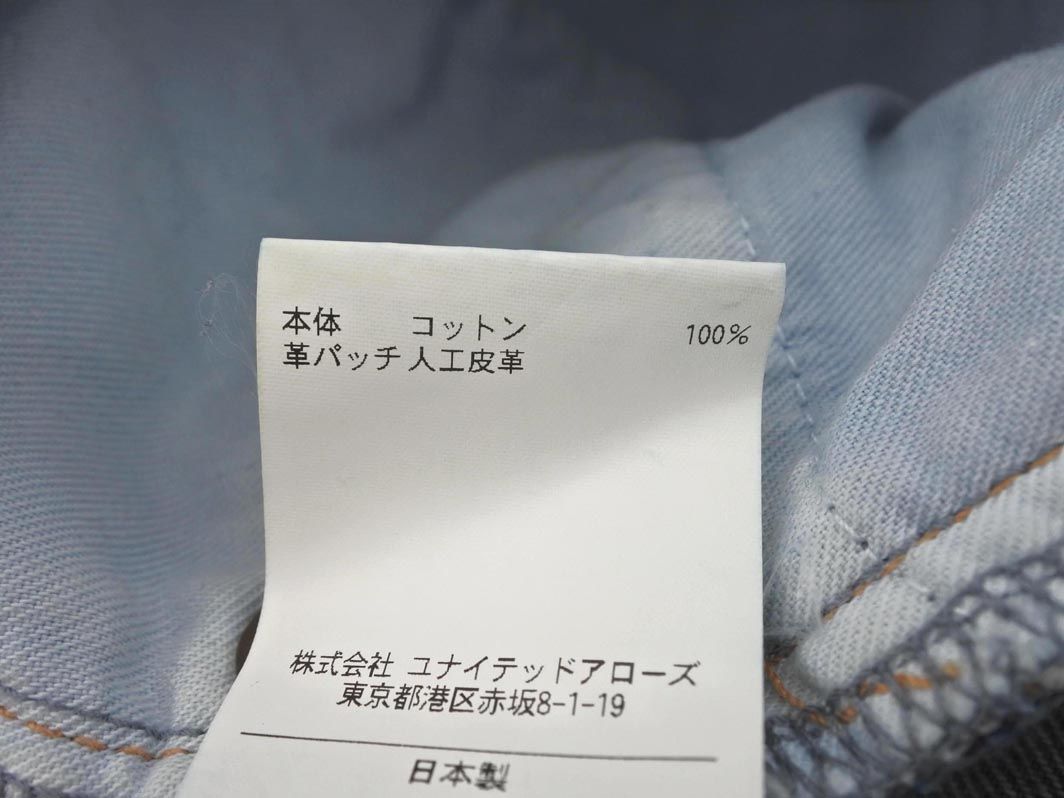 本体 コットン 100%
革パッチ 人工皮革
株式会社 ユナイテッドアローズ
東京都港区赤坂8-1-19
日本製